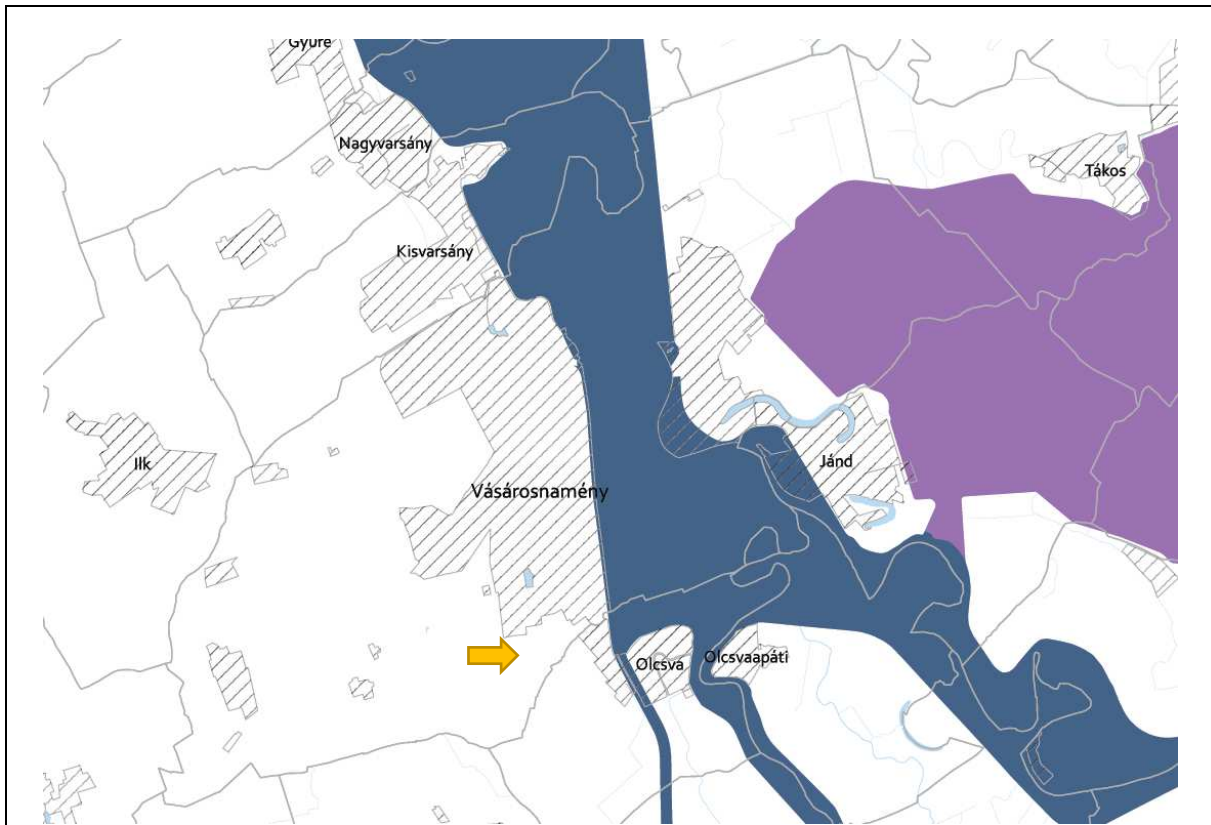 Gyüre
Nagyvarsány
Tákos
Kisvarsány
Ilk
Jánd
Vásárosnamény
Olcsva
Olcsvaapáti